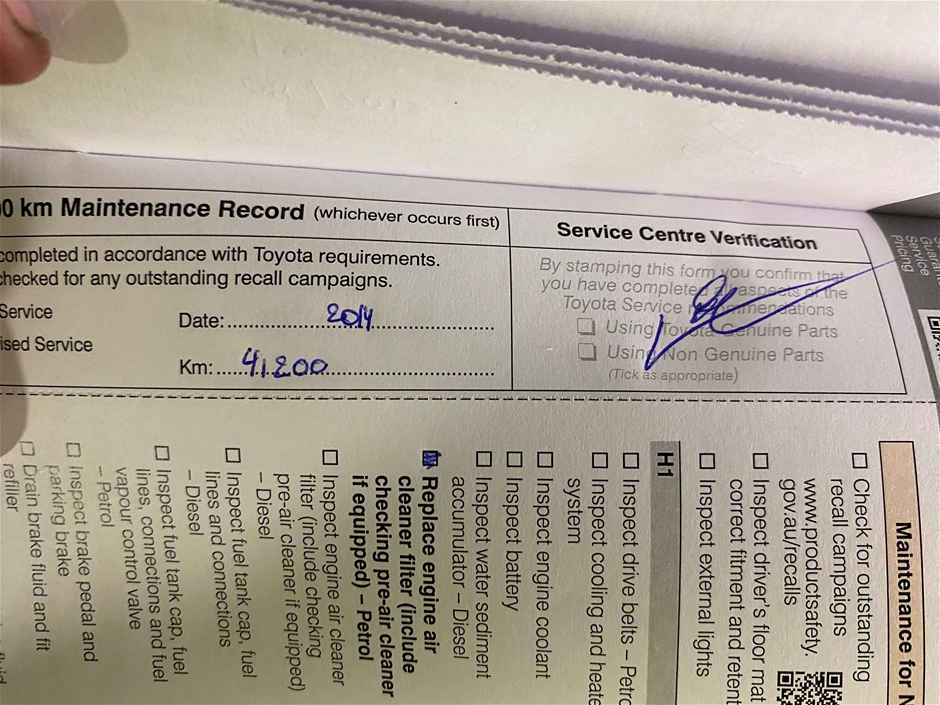 0 km Maintenance Record (whichever occurs first)
completed in accordance with Toyota requirements.
checked for any outstanding recall campaigns.
Service
Date: 2014
ised Service
Km: 41,200
Service Centre Verification
By stamping this form you confirm that
you have completed all aspects of the
Toyota Service Recommendations
☐ Using Toyota Genuine Parts
☐ Using Non Genuine Parts
(Tick as appropriate)
Service
Pricing
Maintenance for N
☐ Check for outstanding
recall campaigns
www.productsafety.
gov.au/recalls
☐ Inspect driver's floor mat
correct fitment and retent
☐ Inspect external lights
H1
☐ Inspect drive belts – Petro
☐ Inspect cooling and heate
system
☐ Inspect engine coolant
☐ Inspect battery
☐ Inspect water sediment
accumulator – Diesel
Replace engine air
cleaner filter (include
checking pre-air cleaner
if equipped) – Petrol
☐ Inspect engine air cleaner
filter (include checking
pre-air cleaner if equipped)
– Diesel
☐ Inspect fuel tank cap, fuel
lines and connections
– Diesel
☐ Inspect fuel tank cap, fuel
lines, connections and fuel
vapour control valve
– Petrol
☐ Inspect brake pedal and
parking brake
☐ Drain brake fluid and fit
refiller
fluid